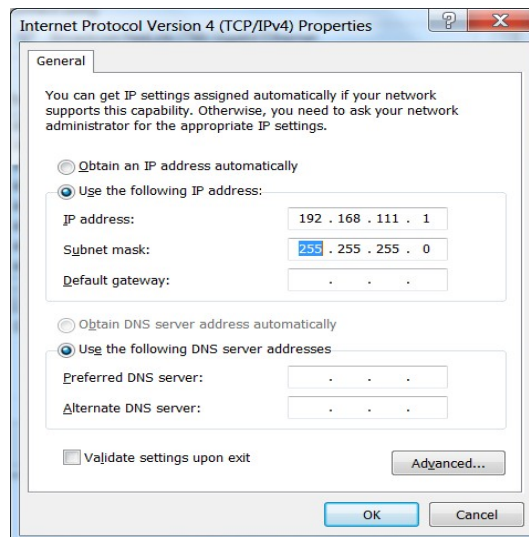 Internet Protocol Version 4 (TCP/IPv4) Properties
General
You can get IP settings assigned automatically if your network
supports this capability. Otherwise, you need to ask your network
administrator for the appropriate IP settings.
Obtain an IP address automatically
Use the following IP address:
IP address: 192 . 168 . 111 . 1
Subnet mask: 255 . 255 . 255 . 0
Default gateway: . . .
Obtain DNS server address automatically
Use the following DNS server addresses
Preferred DNS server: . . .
Alternate DNS server: . . .
Validate settings upon exit
Advanced...
OK Cancel